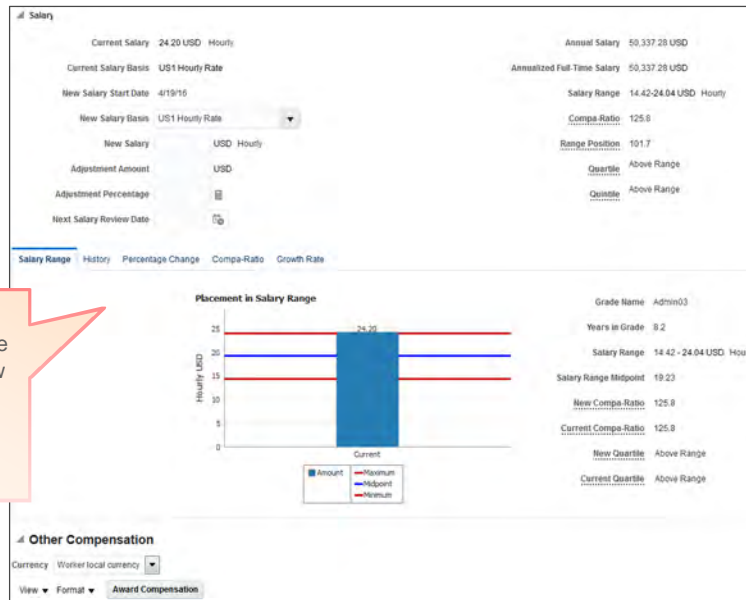 Salary
Current Salary 24.20 USD Hourly
Current Salary Basis US1 Hourly Rate
New Salary Start Date 4/19/16
New Salary Basis US1 Hourly Rate
New Salary USD Hourly
Adjustment Amount USD
Adjustment Percentage
Next Salary Review Date
Annual Salary 50,337.28 USD
Annualized Full-Time Salary 50,337.28 USD
Salary Range 14.42-24.04 USD Hourly
Compa-Ratio 125.8
Range Position 101.7
Quartile Above Range
Quintile Above Range
Salary Range History Percentage Change Compa-Ratio Growth Rate
Placement in Salary Range
24.20
25
20
15
10
5
0
Hourly USD
Current
Amount
Maximum
Midpoint
Minimum
Grade Name Admin03
Years in Grade 8.2
Salary Range 14.42 - 24.04 USD Hou
Salary Range Midpoint 19.23
New Compa-Ratio 125.8
Current Compa-Ratio 125.8
New Quartile Above Range
Current Quartile Above Range
Other Compensation
Currency Worker local currency
View Format Award Compensation